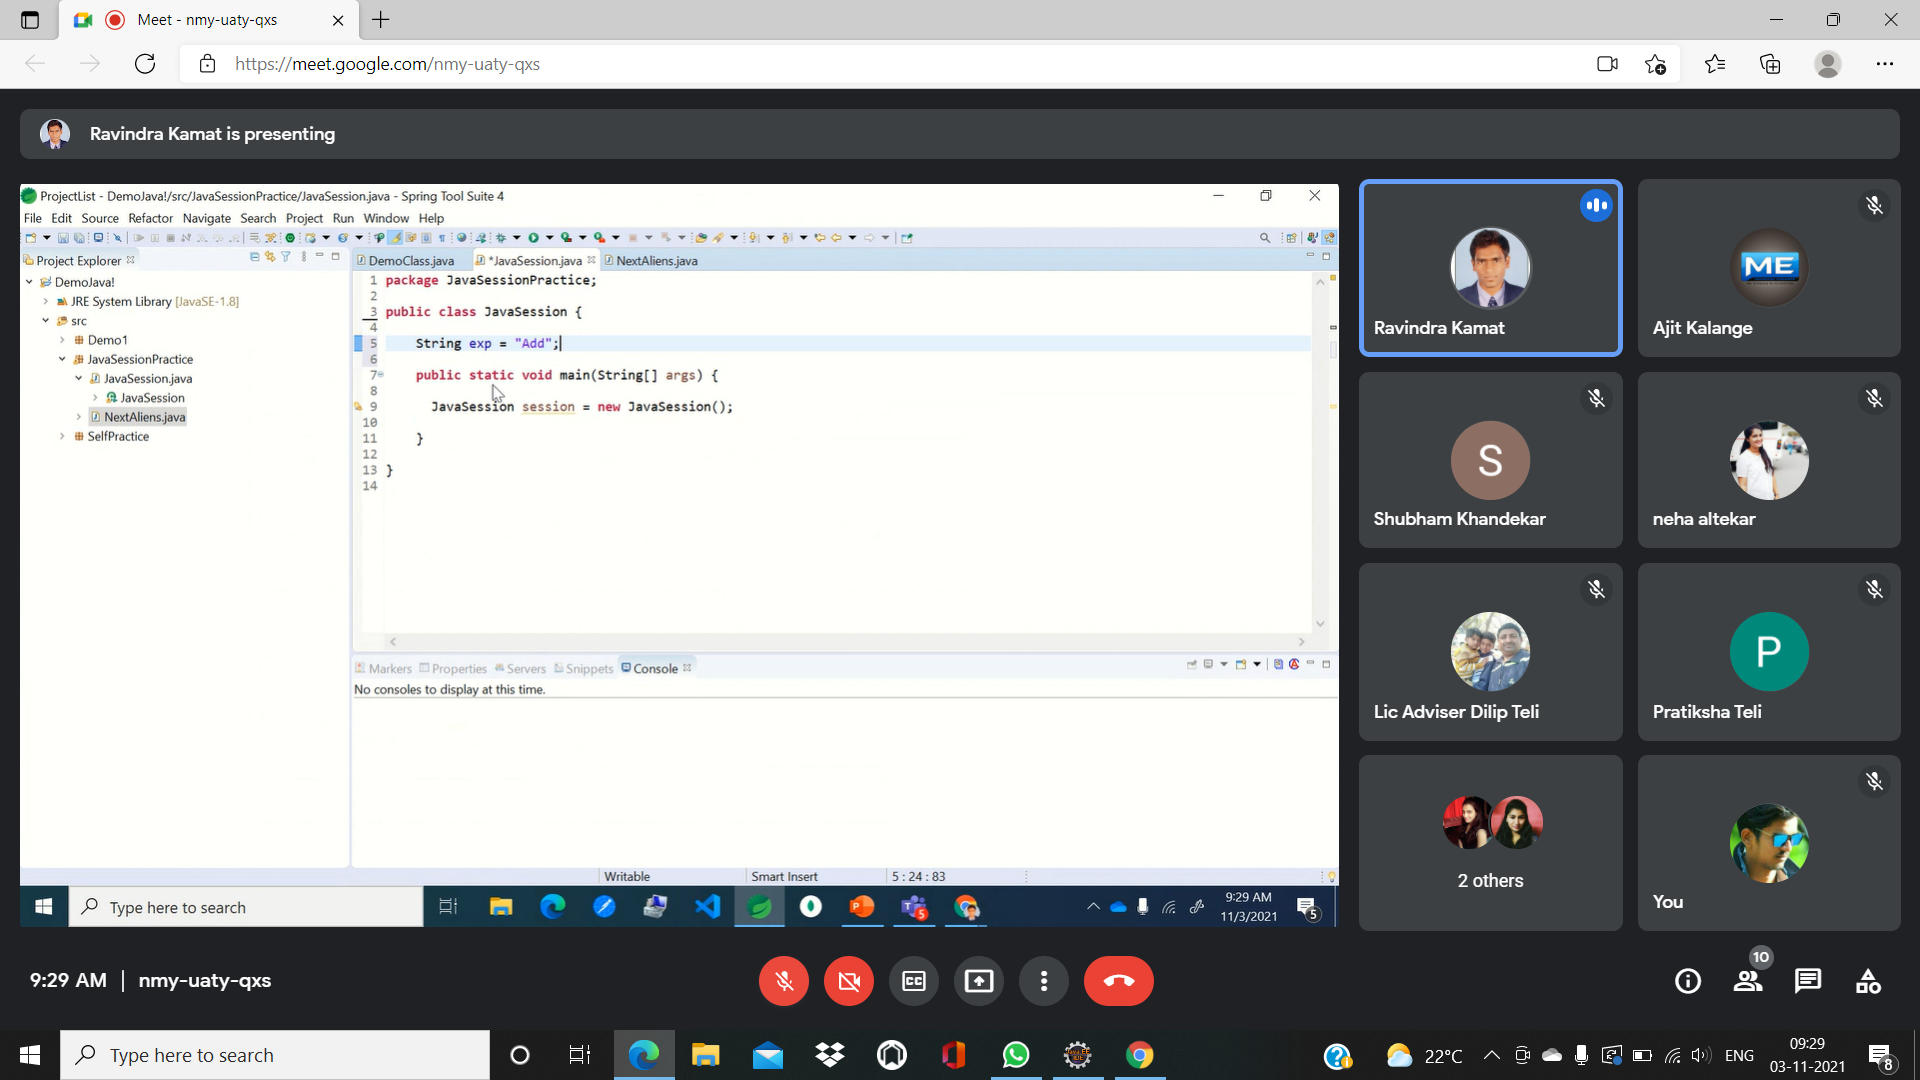 Meet - nmy-uaty-qxs
https://meet.google.com/nmy-uaty-qxs
Ravindra Kamat is presenting
ProjectList - DemoJava!/src/JavaSessionPractice/JavaSession.java - Spring Tool Suite 4
File Edit Source Refactor Navigate Search Project Run Window Help
Project Explorer
DemoJava!
JRE System Library [JavaSE-1.8]
src
Demo1
JavaSessionPractice
JavaSession.java
JavaSession
NextAliens.java
SelfPractice
DemoClass.java *JavaSession.java NextAliens.java
1 package JavaSessionPractice;
2
3 public class JavaSession {
4
5 String exp = "Add";
6
7 public static void main(String[] args) {
8
9 JavaSession session = new JavaSession();
10
11 }
12
13 }
14
Markers Properties Servers Snippets Console
No consoles to display at this time.
Writable Smart Insert 5 : 24 : 83
Type here to search
5
9:29 AM
11/3/2021
5
Ravindra Kamat
ME
Ajit Kalange
S
Shubham Khandekar
neha altekar
Lic Adviser Dilip Teli
P
Pratiksha Teli
2 others
You
9:29 AM | nmy-uaty-qxs
CC
10
Type here to search
22°C
ENG
09:29
03-11-2021
8